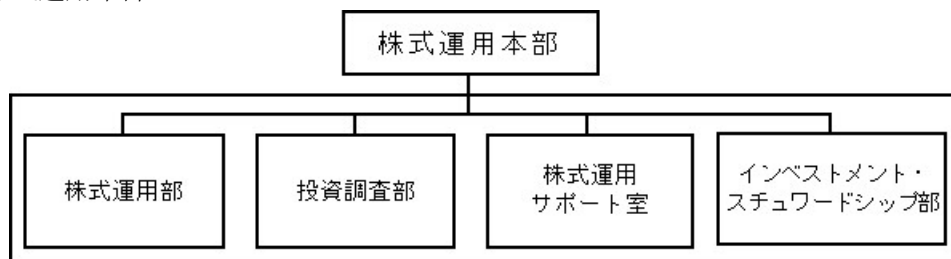 株式運用本部
株式運用部
投資調査部
株式運用
サポート室
インベストメント・
スチュワードシップ部